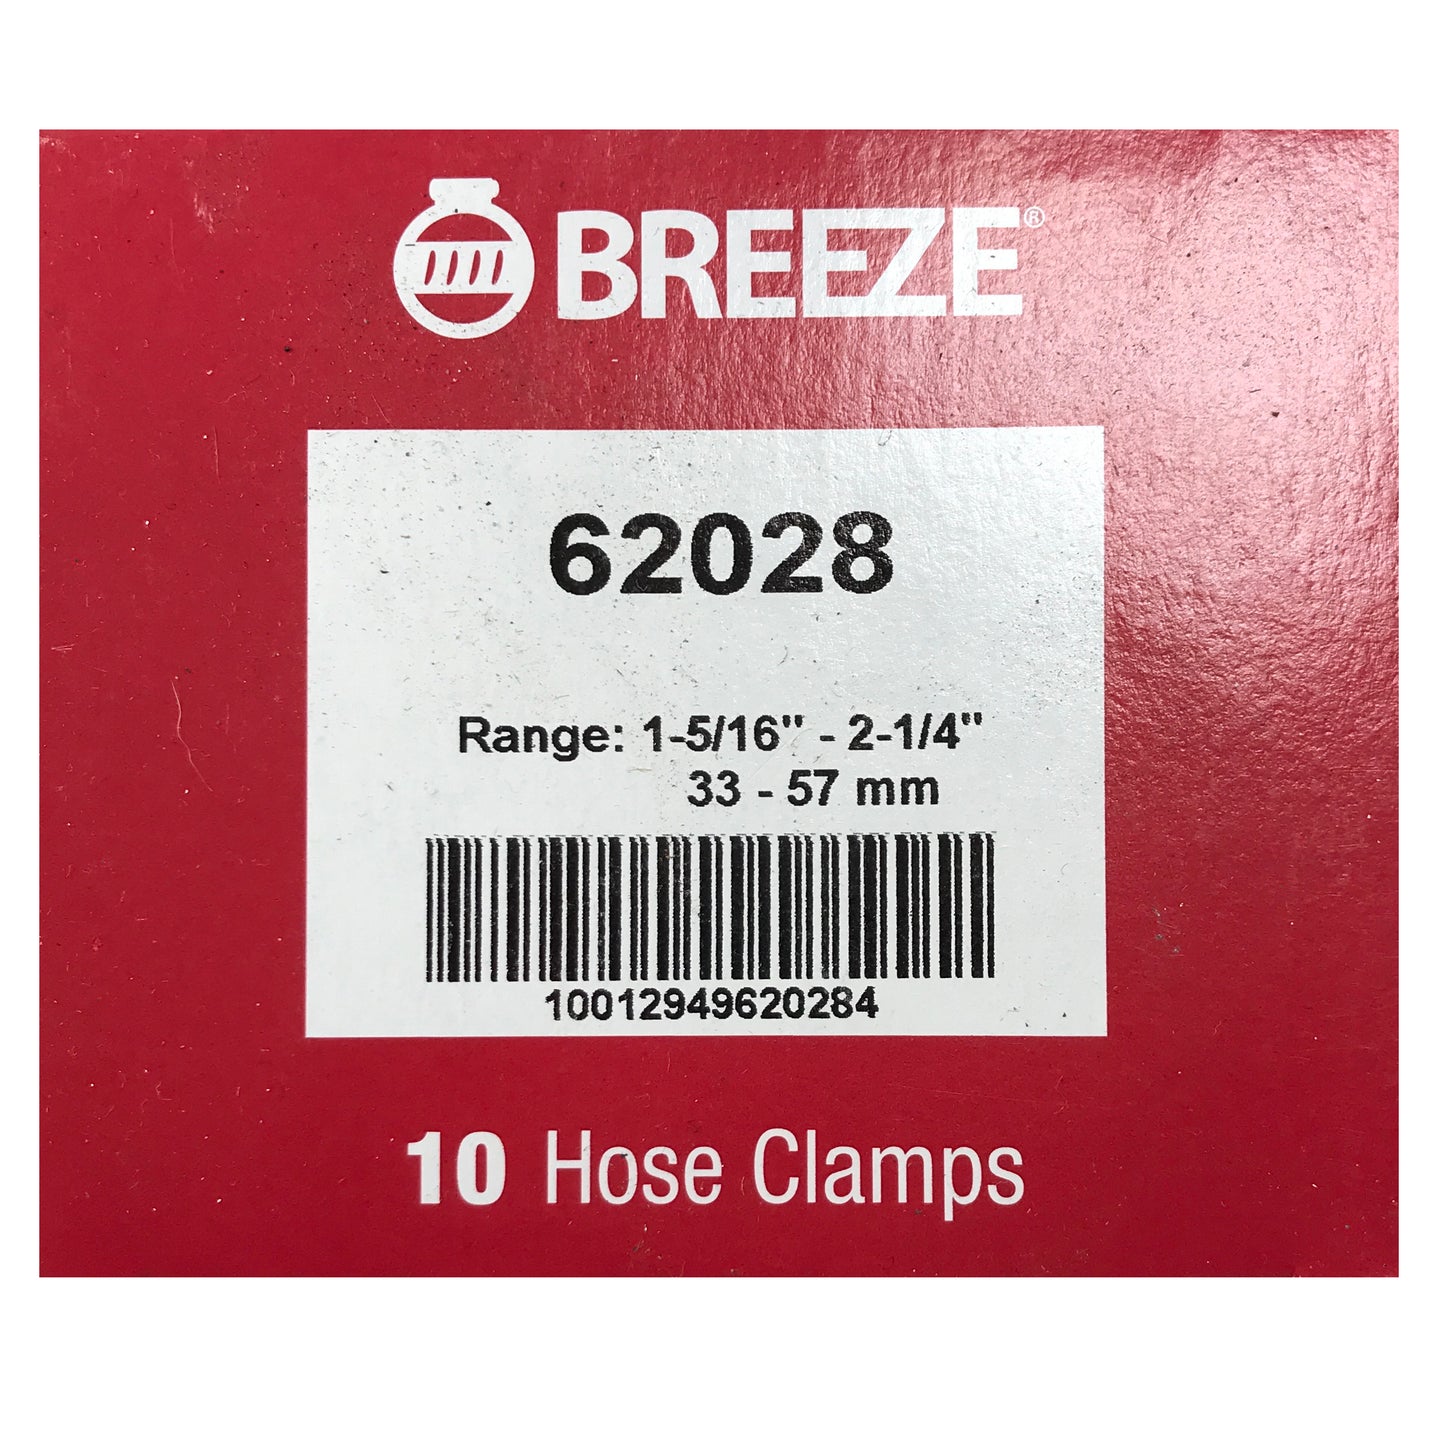 BREEZE®
62028
Range: 1-5/16" - 2-1/4"
33 - 57 mm
10012949620284
10 Hose Clamps